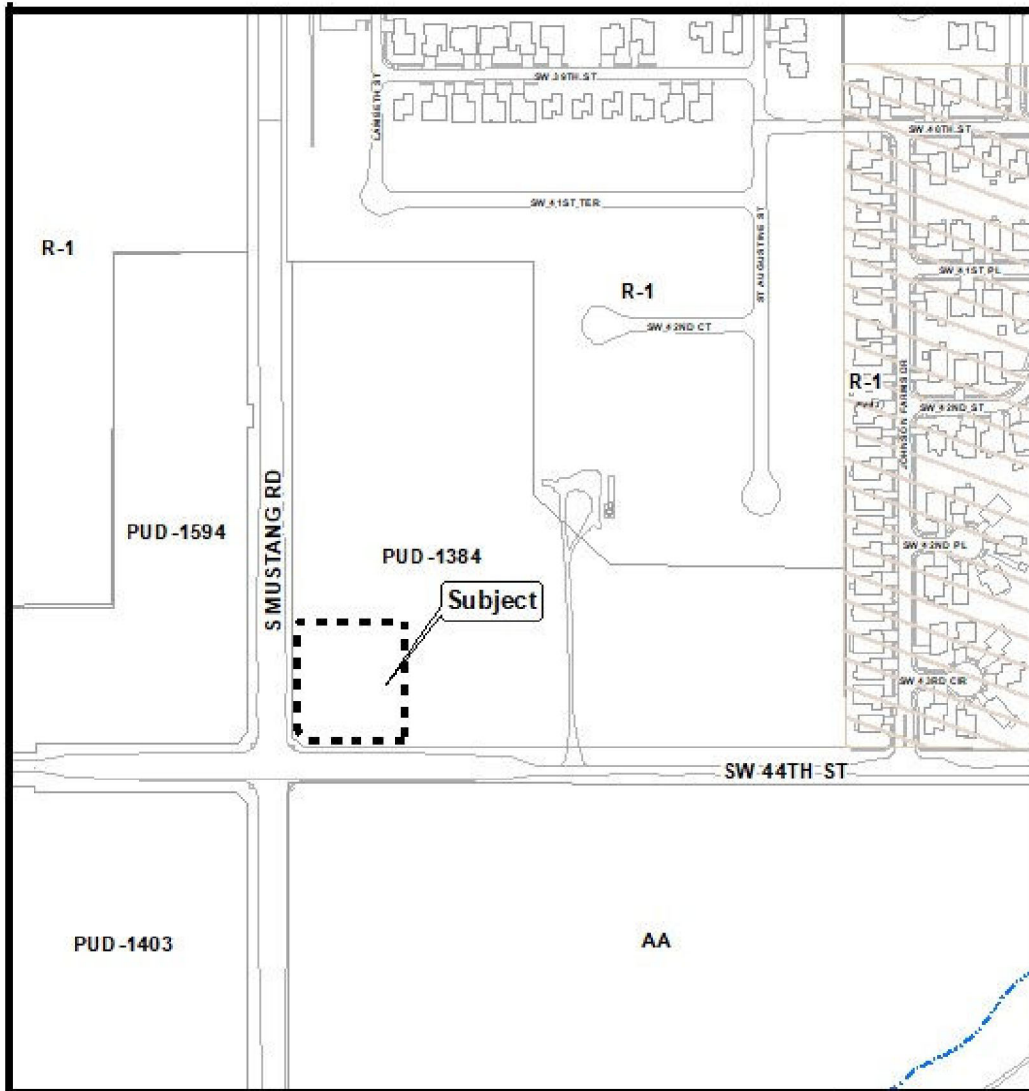 SW 39TH ST
LAMBETH ST
SW 40TH ST
SW 41ST TER
ST AUGUSTINE ST
R-1
SW 41ST PL
R-1
SW 42ND CT
R-1
JOHNSON FARMS DR
SW 42ND ST
S MUSTANG RD
PUD-1594
PUD-1384
SW 42ND PL
Subject
SW 43RD CIR
SW 44TH ST
PUD-1403
AA